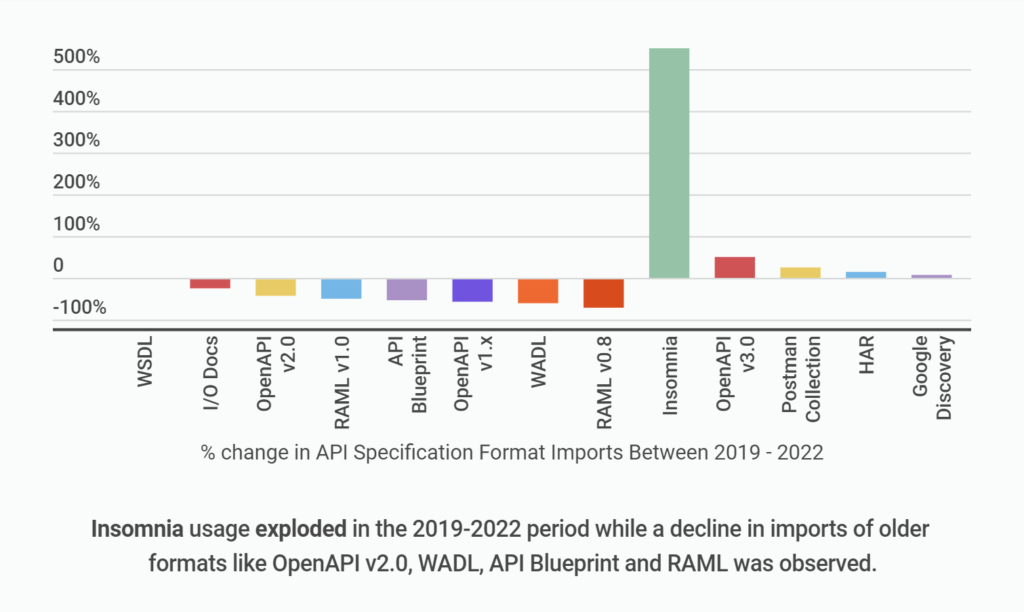 500%
400%
300%
200%
100%
0
-100%
WSDL
I/O Docs
OpenAPI
v2.0
RAML v1.0
API
Blueprint
OpenAPI
v1.x
WADL
RAML v0.8
Insomnia
OpenAPI
v3.0
Postman
Collection
HAR
Google
Discovery
% change in API Specification Format Imports Between 2019 - 2022
Insomnia usage exploded in the 2019-2022 period while a decline in imports of older
formats like OpenAPI v2.0, WADL, API Blueprint and RAML was observed.